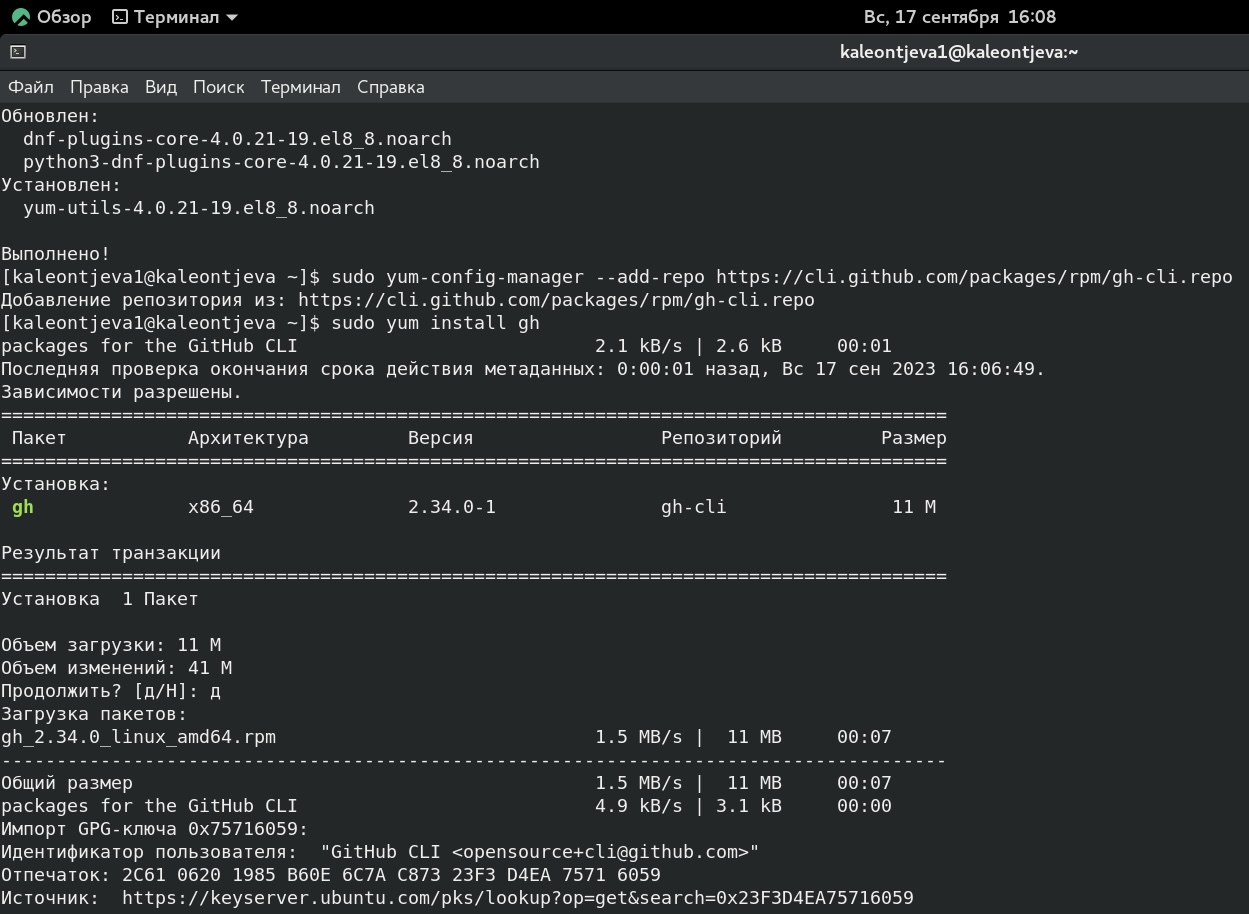 Обзор Терминал Вс, 17 сентября 16:08
kaleontjeva1@kaleontjeva:~
Файл Правка Вид Поиск Терминал Справка
Обновлен:
  dnf-plugins-core-4.0.21-19.el8_8.noarch
  python3-dnf-plugins-core-4.0.21-19.el8_8.noarch
Установлен:
  yum-utils-4.0.21-19.el8_8.noarch

Выполнено!
[kaleontjeva1@kaleontjeva ~]$ sudo yum-config-manager --add-repo https://cli.github.com/packages/rpm/gh-cli.repo
Добавление репозитория из: https://cli.github.com/packages/rpm/gh-cli.repo
[kaleontjeva1@kaleontjeva ~]$ sudo yum install gh
packages for the GitHub CLI                           2.1 kB/s | 2.6 kB     00:01
Последняя проверка окончания срока действия метаданных: 0:00:01 назад, Вс 17 сен 2023 16:06:49.
Зависимости разрешены.
======================================================================================
 Пакет           Архитектура         Версия                 Репозиторий         Размер
======================================================================================
Установка:
 gh              x86_64              2.34.0-1               gh-cli               11 M

Результат транзакции
======================================================================================
Установка  1 Пакет

Объем загрузки: 11 M
Объем изменений: 41 M
Продолжить? [д/Н]: д
Загрузка пакетов:
gh_2.34.0_linux_amd64.rpm                             1.5 MB/s |  11 MB     00:07
--------------------------------------------------------------------------------------
Общий размер                                          1.5 MB/s |  11 MB     00:07
packages for the GitHub CLI                           4.9 kB/s | 3.1 kB     00:00
Импорт GPG-ключа 0x75716059:
Идентификатор пользователя:  "GitHub CLI <opensource+cli@github.com>"
Отпечаток: 2C61 0620 1985 B60E 6C7A C873 23F3 D4EA 7571 6059
Источник:  https://keyserver.ubuntu.com/pks/lookup?op=get&search=0x23F3D4EA75716059